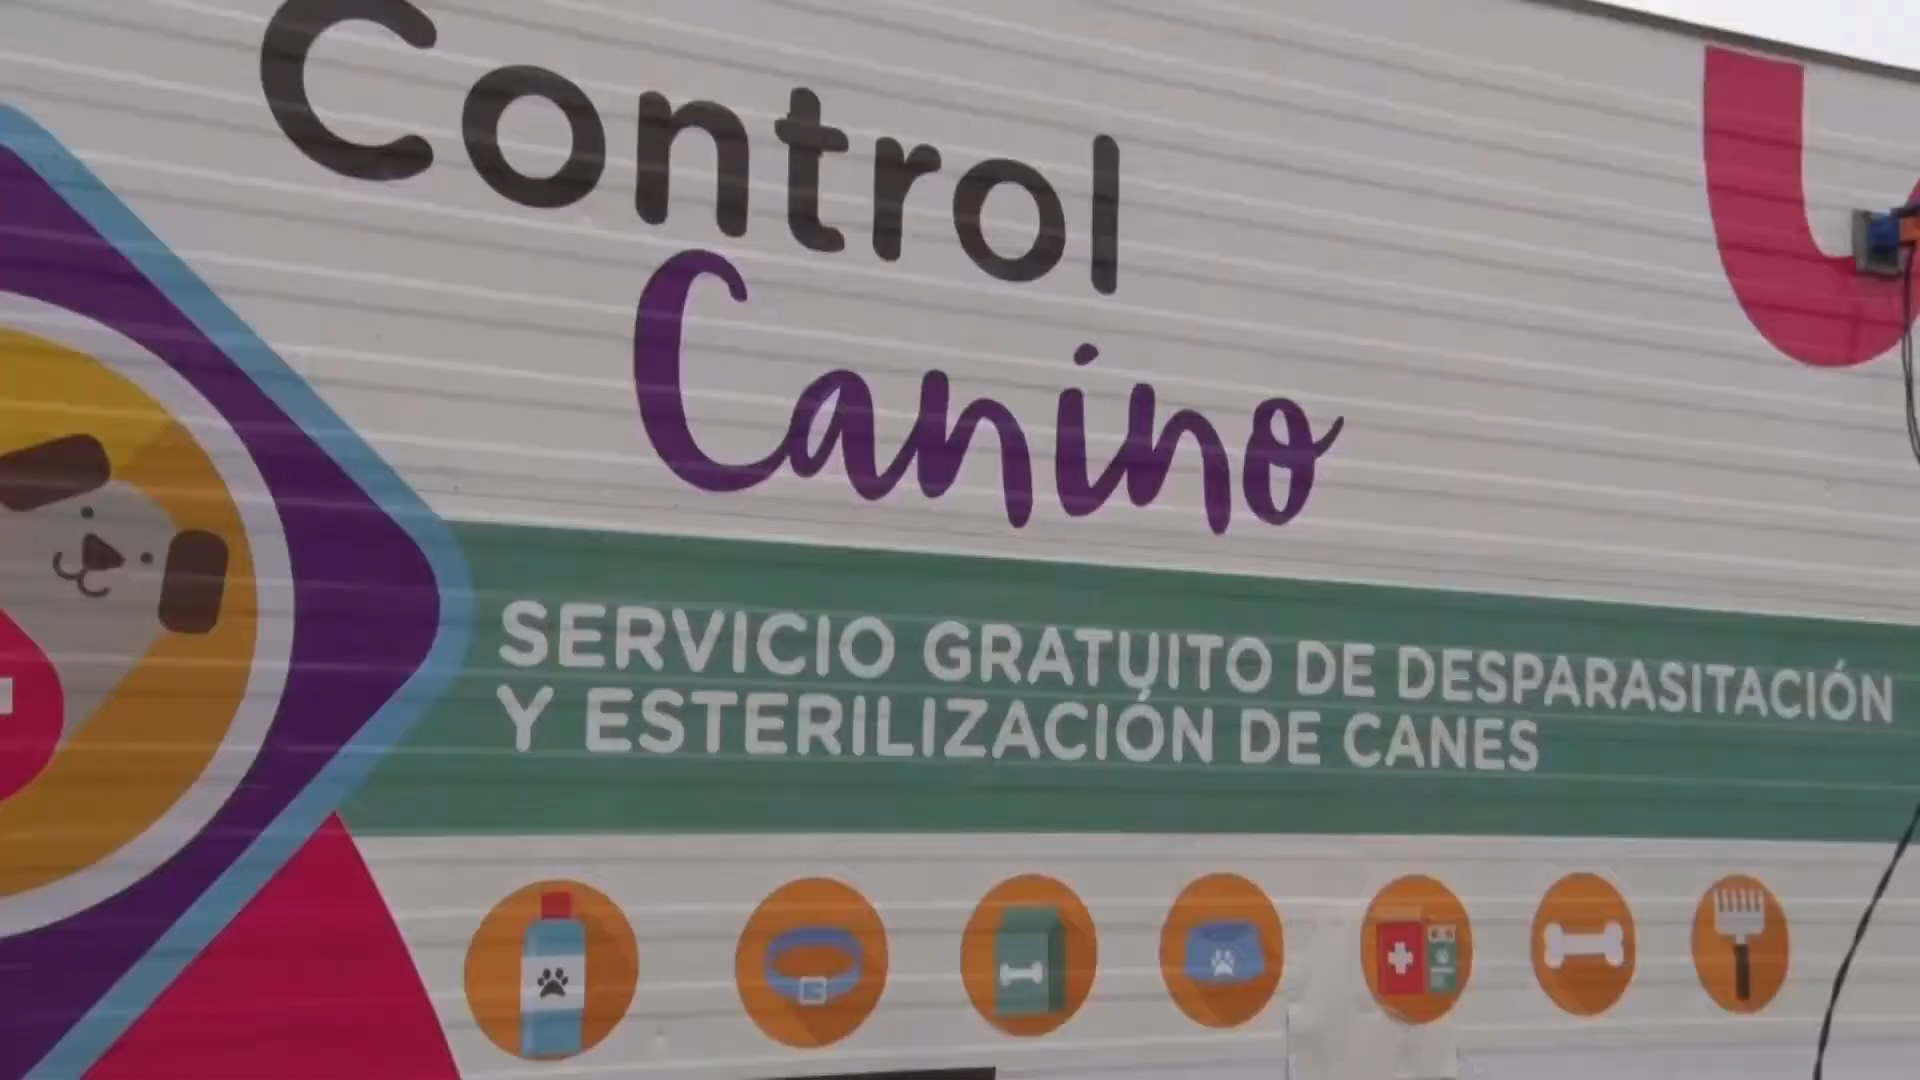 Control
Canino
SERVICIO GRATUITO DE DESPARASITACIÓN
Y ESTERILIZACIÓN DE CANES